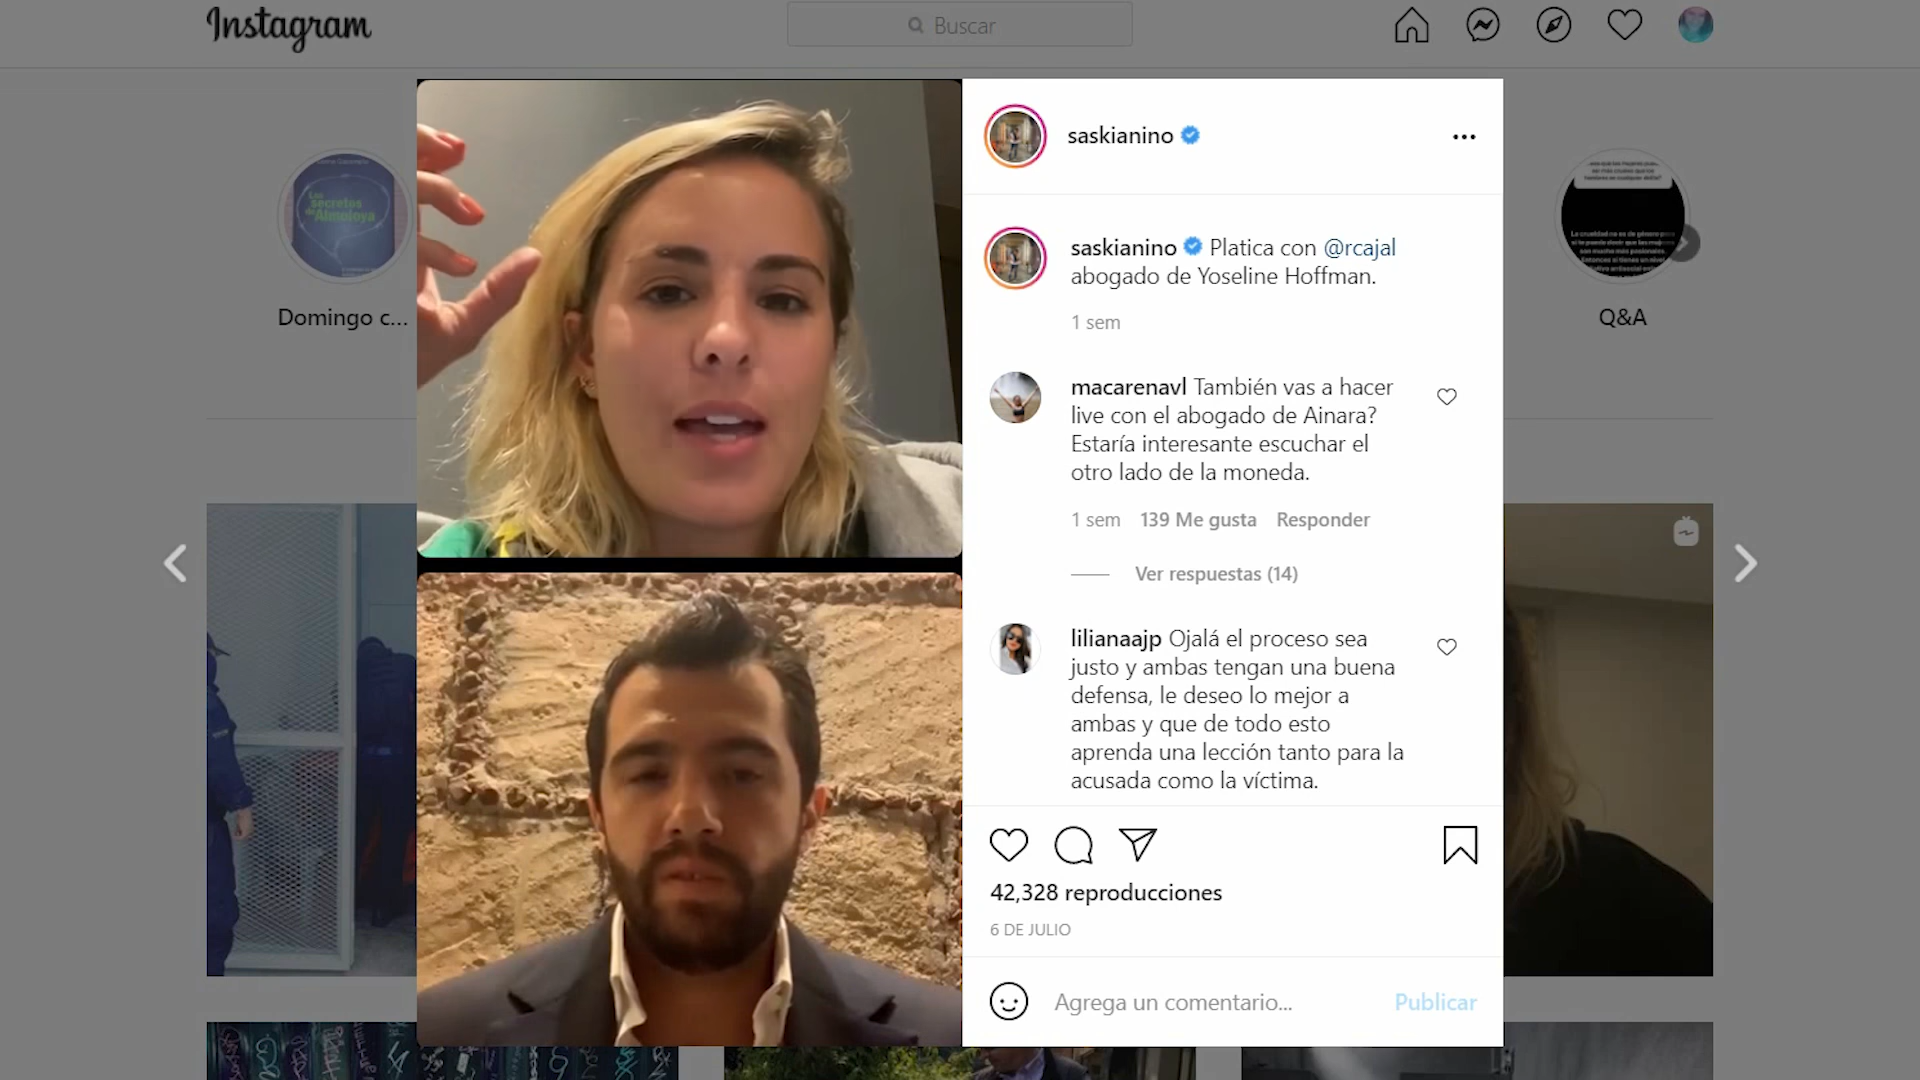 Instagram
Buscar
Los
secretos
de Almoloya
Domingo c...
Q&A
saskianino
saskianino Platica con @rcajal
abogado de Yoseline Hoffman.
1 sem
macarenavl También vas a hacer
live con el abogado de Ainara?
Estaría interesante escuchar el
otro lado de la moneda.
1 sem 139 Me gusta Responder
Ver respuestas (14)
lilianaajp Ojalá el proceso sea
justo y ambas tengan una buena
defensa, le deseo lo mejor a
ambas y que de todo esto
aprenda una lección tanto para la
acusada como la víctima.
42,328 reproducciones
6 DE JULIO
Agrega un comentario... Publicar